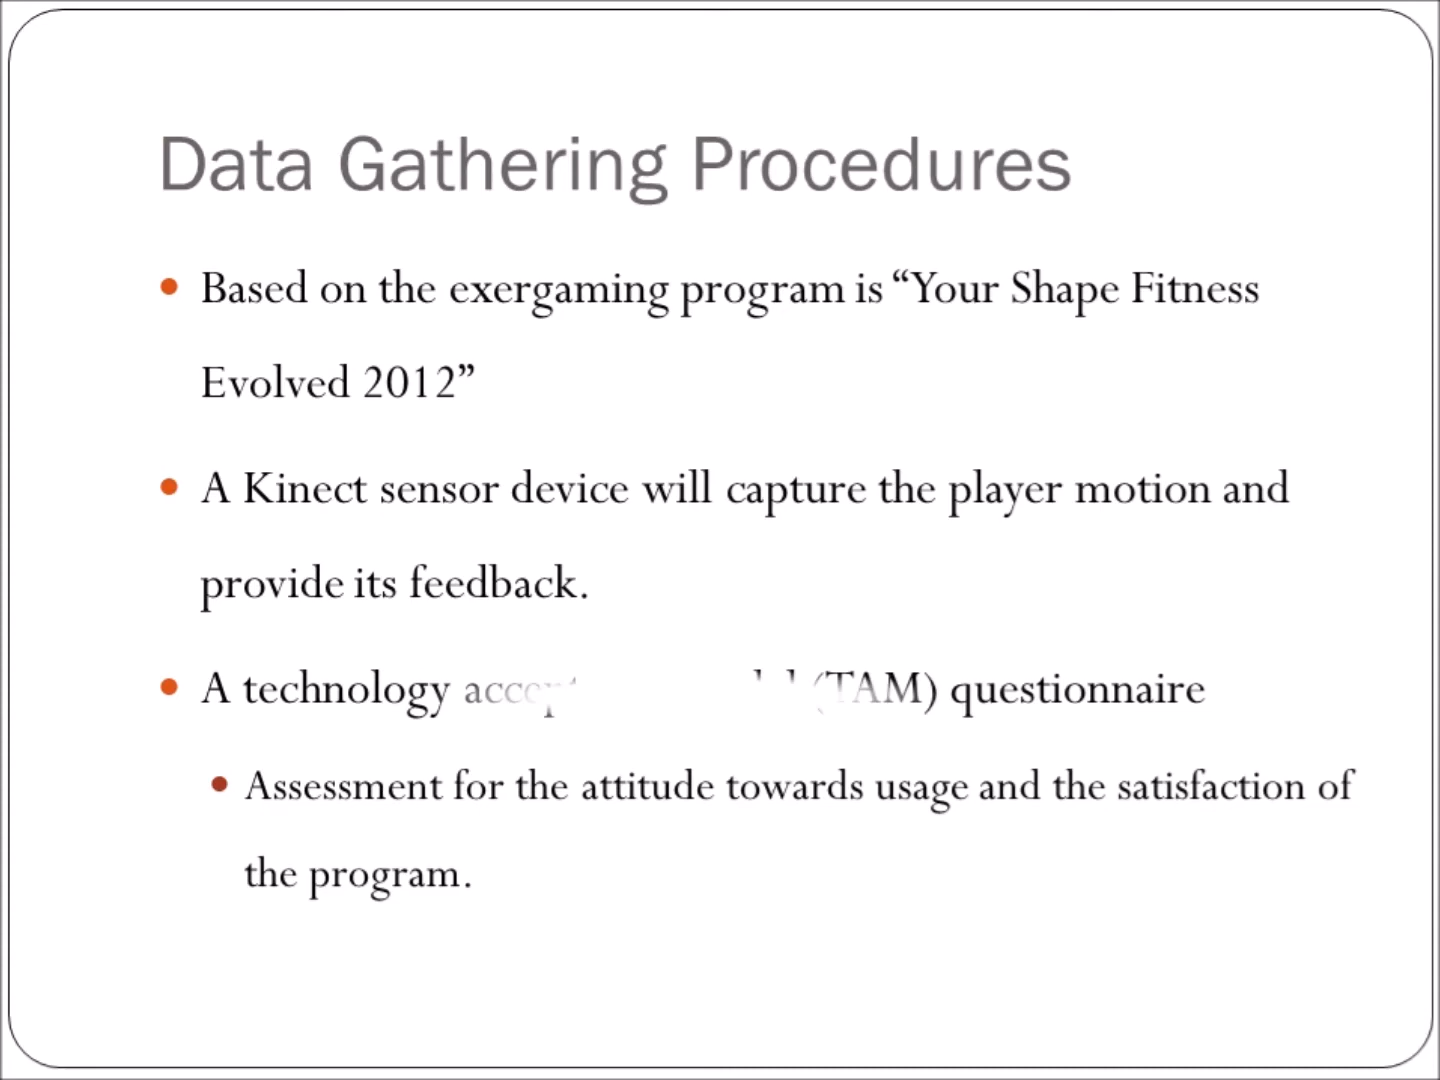 Data Gathering Procedures
• Based on the exergaming program is “Your Shape Fitness
Evolved 2012”
• A Kinect sensor device will capture the player motion and
provide its feedback.
• A technology (TAM) questionnaire
• Assessment for the attitude towards usage and the satisfaction of
the program.